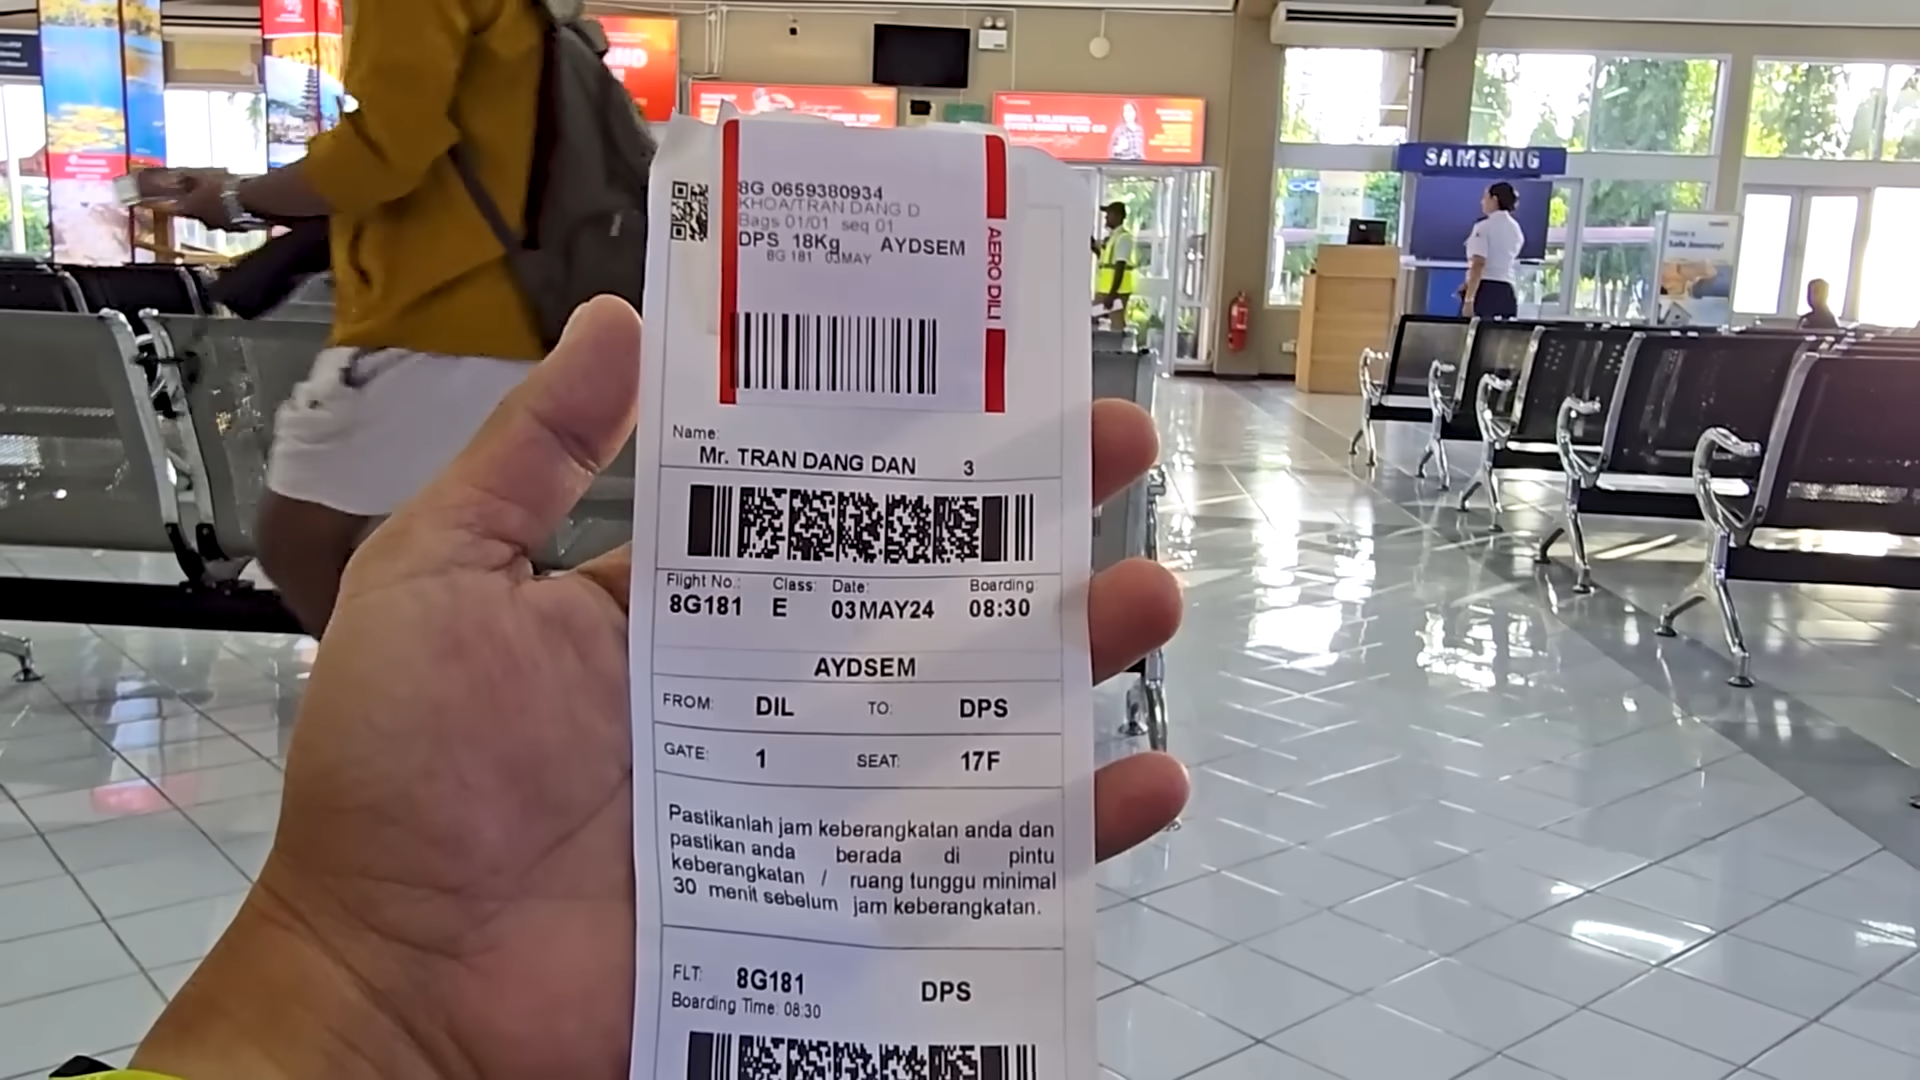 SAMSUNG
8G 0659380934
KHOA/TRAN DANG D
Bags 01/01 seq 01
DPS 18Kg AYDSEM
8G 181 03MAY
AERO DILI
Name:
Mr. TRAN DANG DAN 3
Flight No.: Class: Date: Boarding:
8G181 E 03MAY24 08:30
AYDSEM
FROM: DIL TO: DPS
GATE: 1 SEAT: 17F
Pastikanlah jam keberangkatan anda dan
pastikan anda berada di pintu
keberangkatan / ruang tunggu minimal
30 menit sebelum jam keberangkatan.
FLT: 8G181 DPS
Boarding Time: 08:30